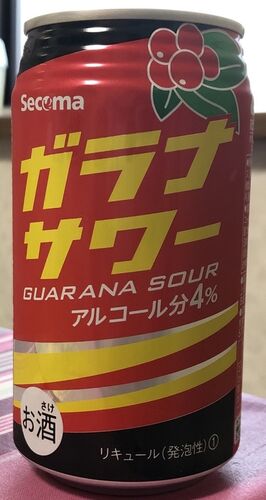 Secoma
ガラナ
サワー
GUARANA SOUR
アルコール分4%
さけ
お酒
リキュール(発泡性)①